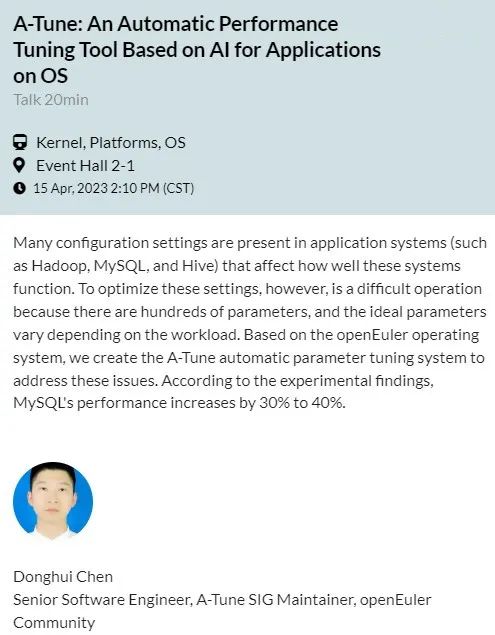 A-Tune: An Automatic Performance
Tuning Tool Based on AI for Applications
on OS
Talk 20min
Kernel, Platforms, OS
Event Hall 2-1
15 Apr, 2023 2:10 PM (CST)
Many configuration settings are present in application systems (such
as Hadoop, MySQL, and Hive) that affect how well these systems
function. To optimize these settings, however, is a difficult operation
because there are hundreds of parameters, and the ideal parameters
vary depending on the workload. Based on the openEuler operating
system, we create the A-Tune automatic parameter tuning system to
address these issues. According to the experimental findings,
MySQL's performance increases by 30% to 40%.
Donghui Chen
Senior Software Engineer, A-Tune SIG Maintainer, openEuler
Community